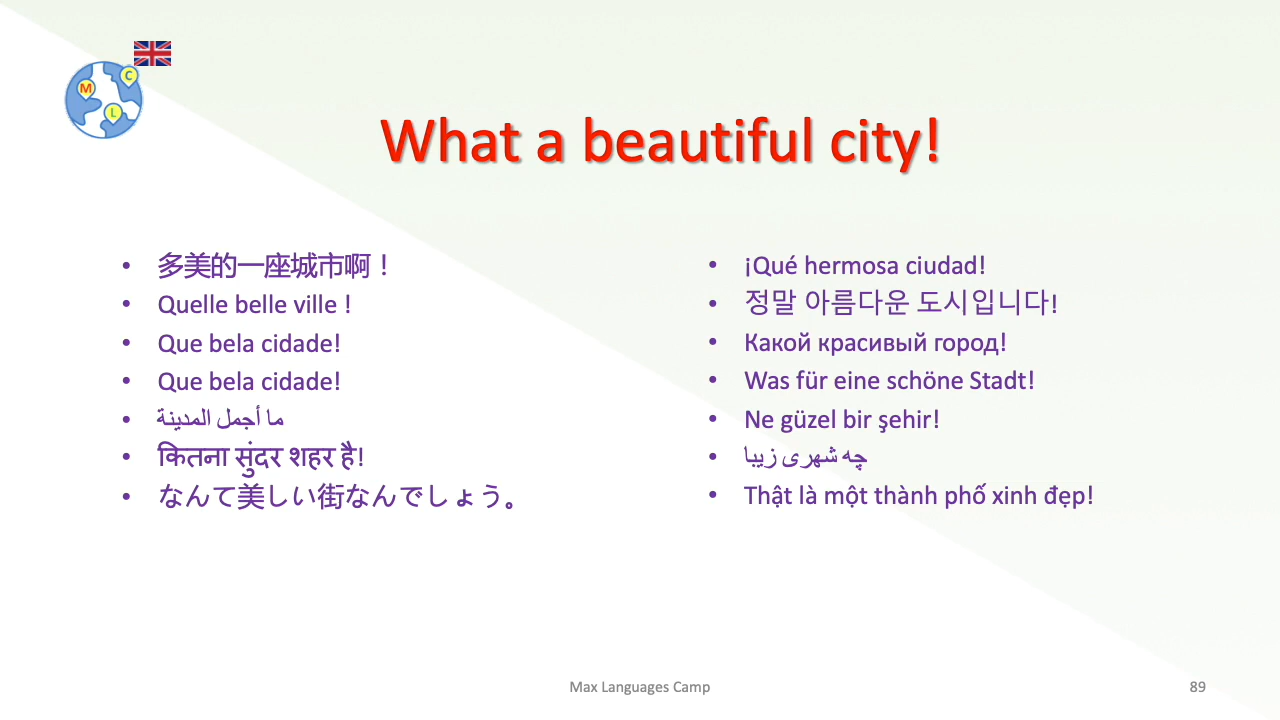 M
C
L
What a beautiful city!
多美的一座城市啊！
Quelle belle ville !
Que bela cidade!
Que bela cidade!
ما أجمل المدينة
कितना सुंदर शहर है!
なんて美しい街なんでしょう。
¡Qué hermosa ciudad!
정말 아름다운 도시입니다!
Какой красивый город!
Was für eine schöne Stadt!
Ne güzel bir şehir!
چه شهری زیبا
Thật là một thành phố xinh đẹp!
Max Languages Camp
89